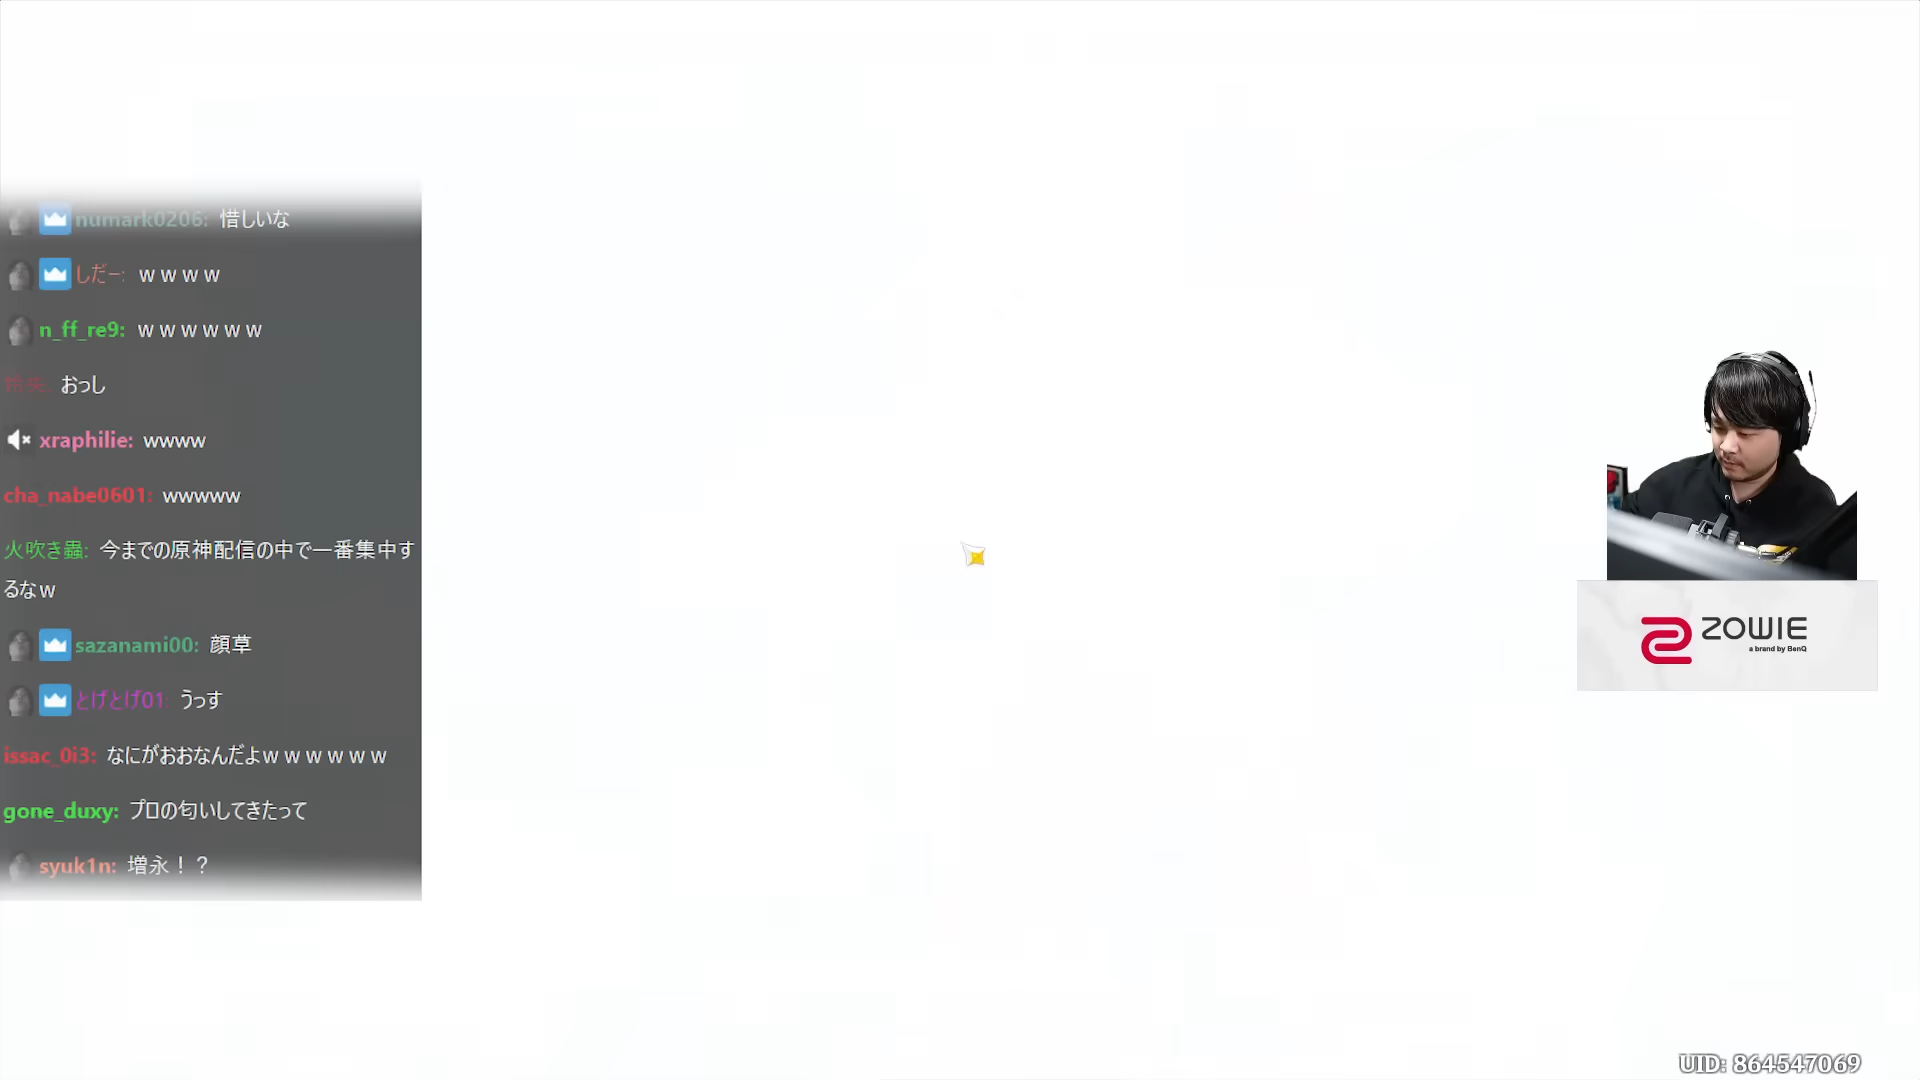 numark0206: 惜しいな
しだー: ｗｗｗｗ
n_ff_re9: ｗｗｗｗｗｗ
おっし
xraphilie: wwww
cha_nabe0601: wwwww
火吹き蟲: 今までの原神配信の中で一番集中す
るなｗ
sazanami00: 顔草
とげとげ01: うっす
issac_0i3: なにがおおなんだよｗｗｗｗｗｗ
gone_duxy: プロの匂いしてきたって
syuk1n: 増永！？
ZOWIE
a brand by BenQ
UID: 864547069